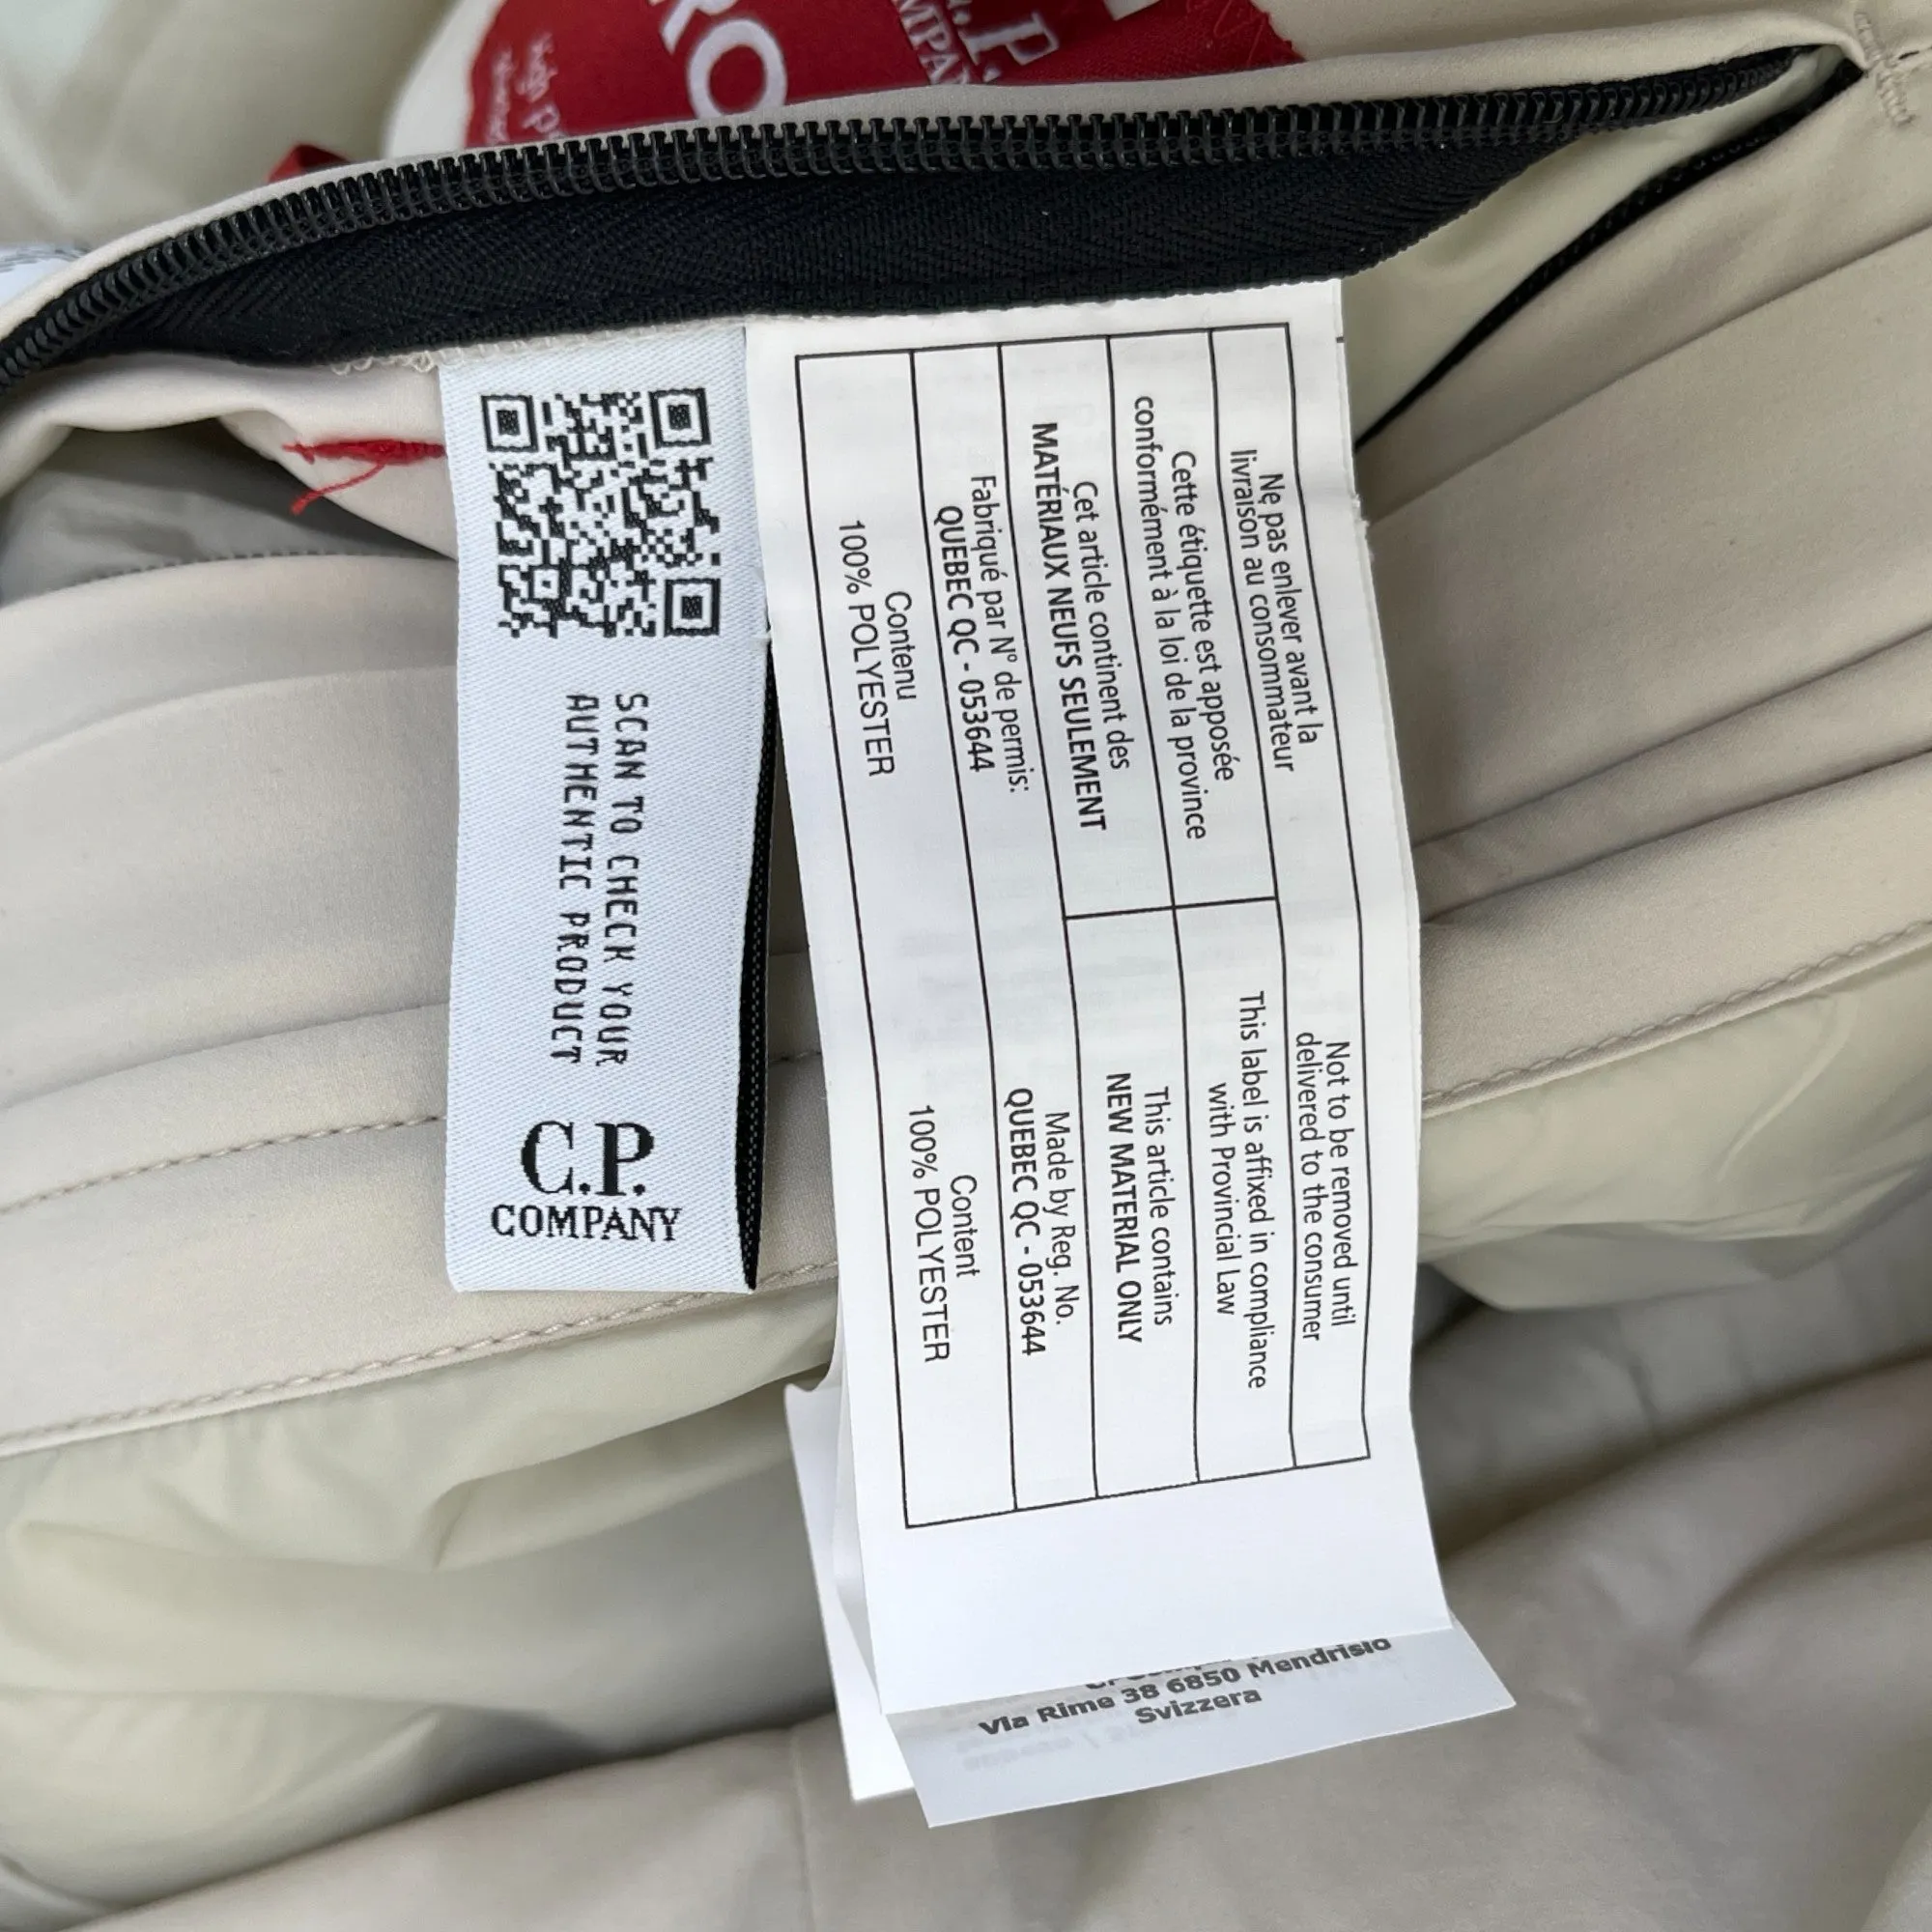 RO
.P.
SCAN TO CHECK YOUR
AUTHENTIC PRODUCT
C.P.
COMPANY
Ne pas enlever avant la
livraison au consommateur
Not to be removed until
delivered to the consumer
Cette étiquette est apposée
conformément à la loi de la province
This label is affixed in compliance
with Provincial Law
Cet article continent des
MATÉRIAUX NEUFS SEULEMENT
This article contains
NEW MATERIAL ONLY
Fabriqué par N° de permis:
QUEBEC QC - 053644
Made by Reg. No.
QUEBEC QC - 053644
Contenu
100% POLYESTER
Content
100% POLYESTER
Via Rime 38 6850 Mendrisio
Svizzera